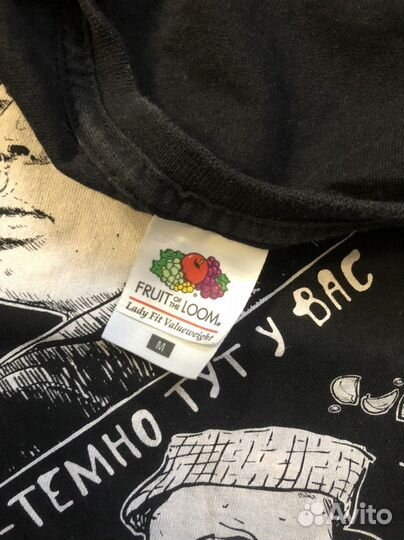 FRUIT OF THE LOOM®
Lady Fit Valueweight
M
-ТЕМНО ТУТ У ВАС
Avito